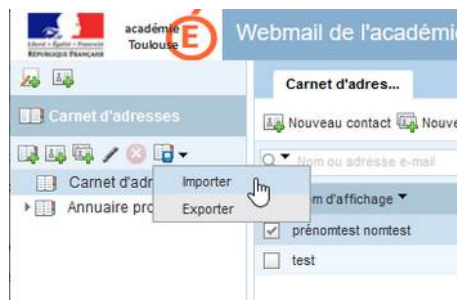 Liberté • Égalité • Fraternité
RÉPUBLIQUE FRANÇAISE
académie
Toulouse
É
Webmail de l'académi
Carnet d'adres...
Carnet d'adresses
Nouveau contact
Nouve
Nom ou adresse e-mail
Carnet d'adr
Importer
m d'affichage
Annuaire pro
Exporter
prénomtest nomtest
test